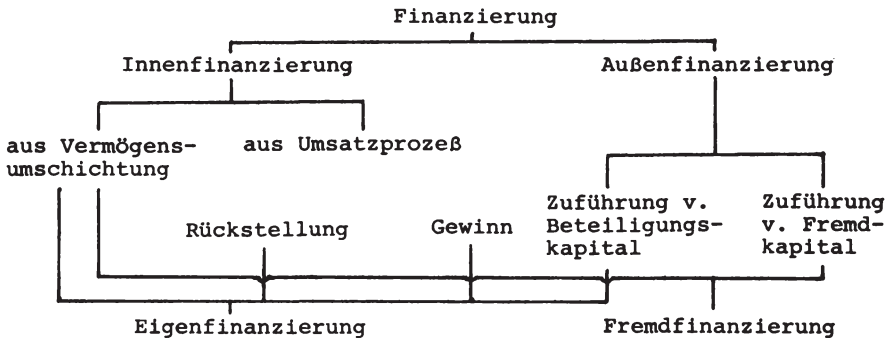 Finanzierung
Innenfinanzierung
Außenfinanzierung
aus Vermögens-
umschichtung
aus Umsatzprozeß
Rückstellung
Gewinn
Zuführung v.
Beteiligungs-
kapital
Zuführung
v. Fremd-
kapital
Eigenfinanzierung
Fremdfinanzierung